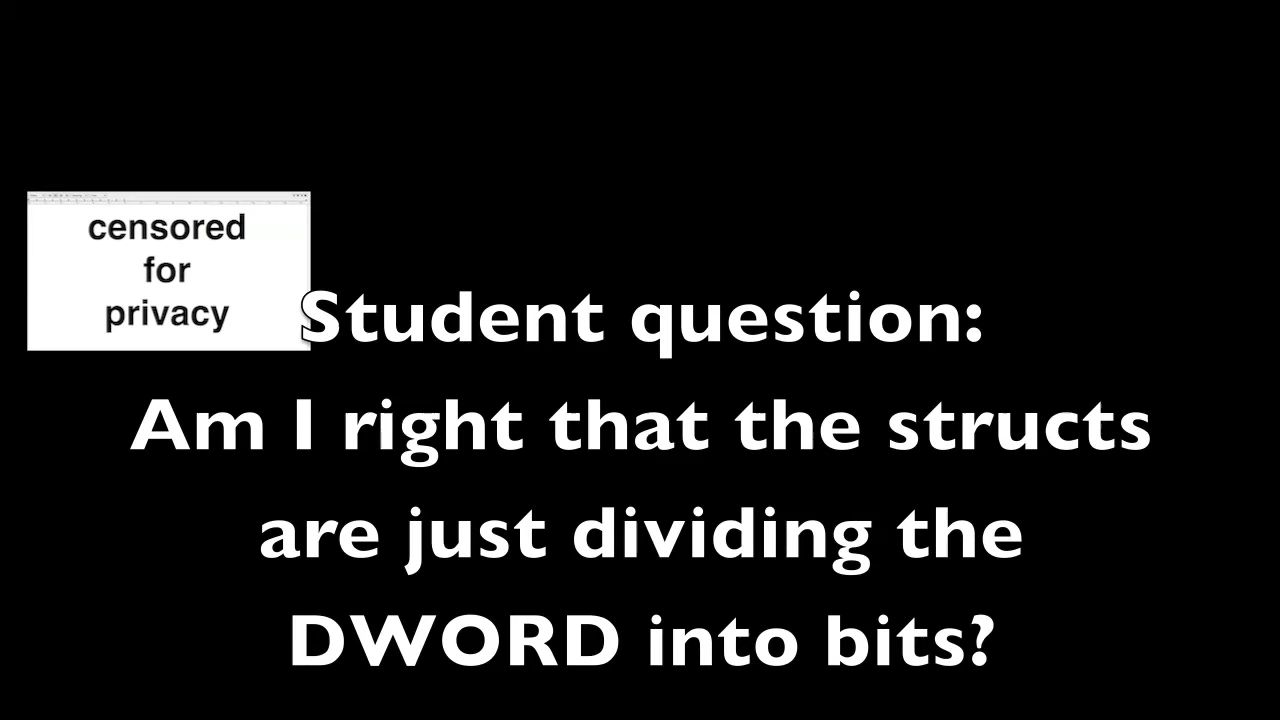 censored
for
privacy
Student question:
Am I right that the structs
are just dividing the
DWORD into bits?